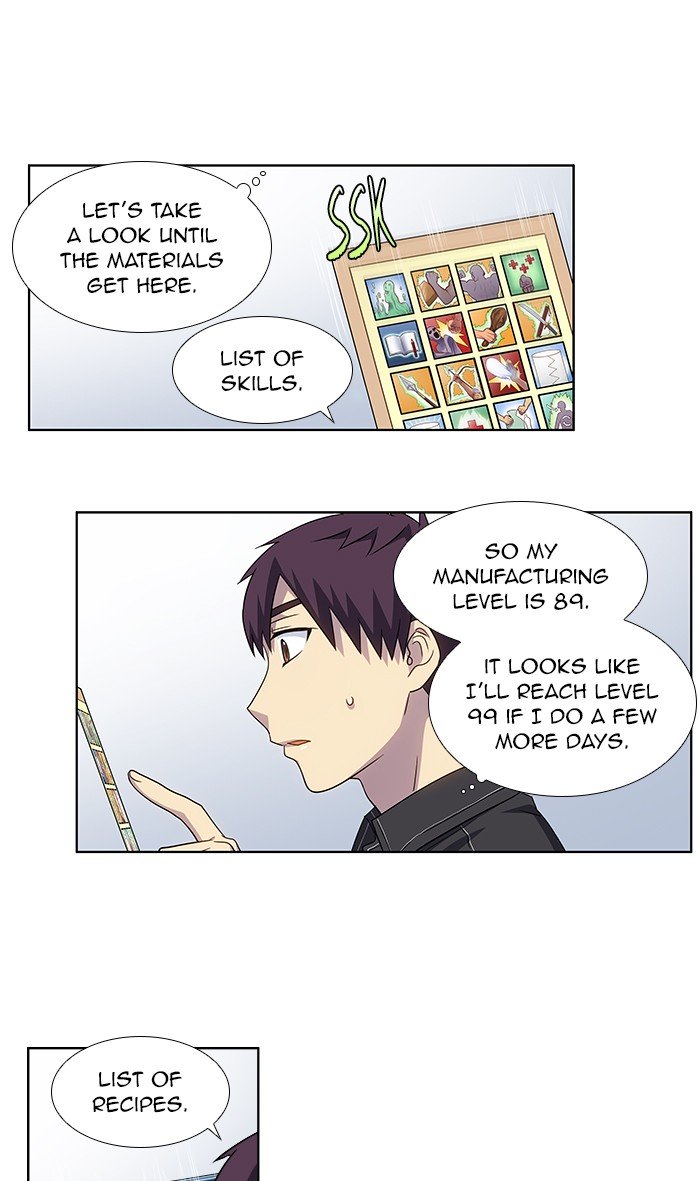 LET'S TAKE
A LOOK UNTIL
THE MATERIALS
GET HERE.
SSK
LIST OF
SKILLS.
SO MY
MANUFACTURING
LEVEL IS 89.
IT LOOKS LIKE
I'LL REACH LEVEL
99 IF I DO A FEW
MORE DAYS.
LIST OF
RECIPES.